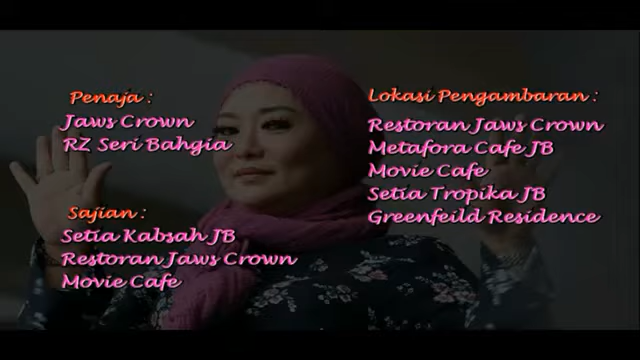 Penaja :
Jaws Crown
RZ Seri Bahgia
Sajian :
Setia Kabsah JB
Restoran Jaws Crown
Movie Cafe
Lokasi Pengambaran :
Restoran Jaws Crown
Metafora Cafe JB
Movie Cafe
Setia Tropika JB
Greenfeild Residence